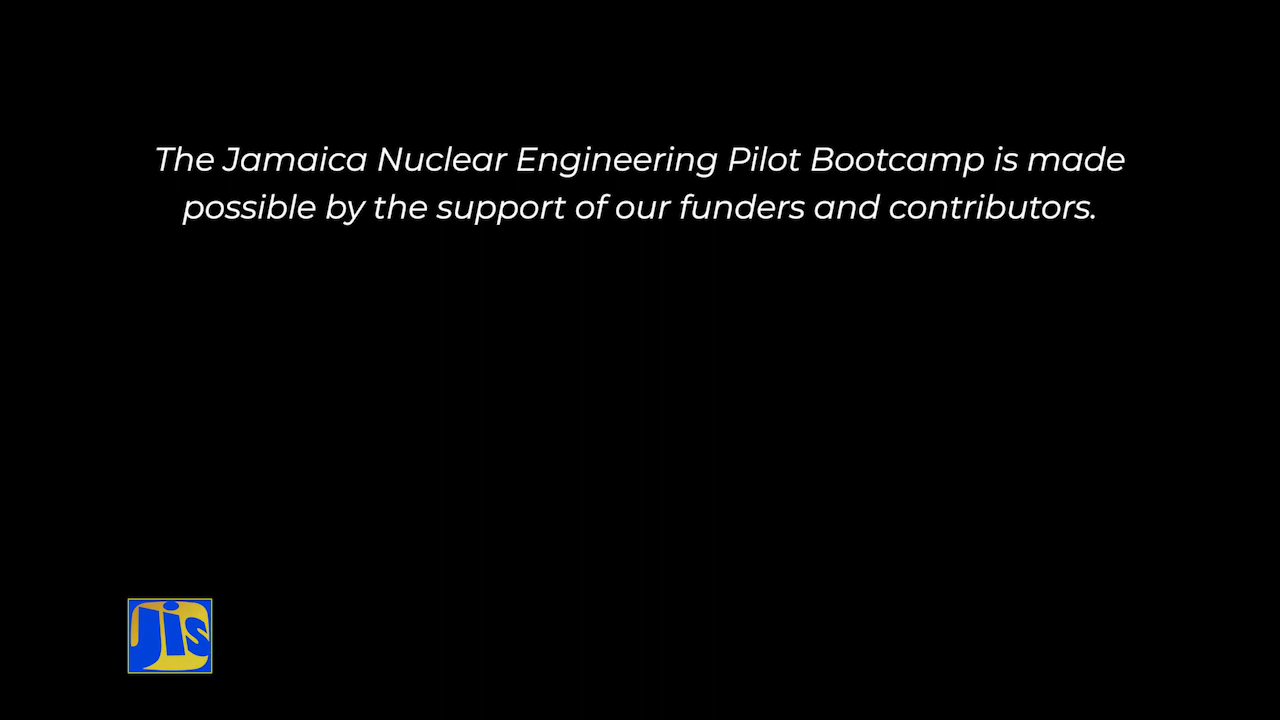 The Jamaica Nuclear Engineering Pilot Bootcamp is made
possible by the support of our funders and contributors.
Jis